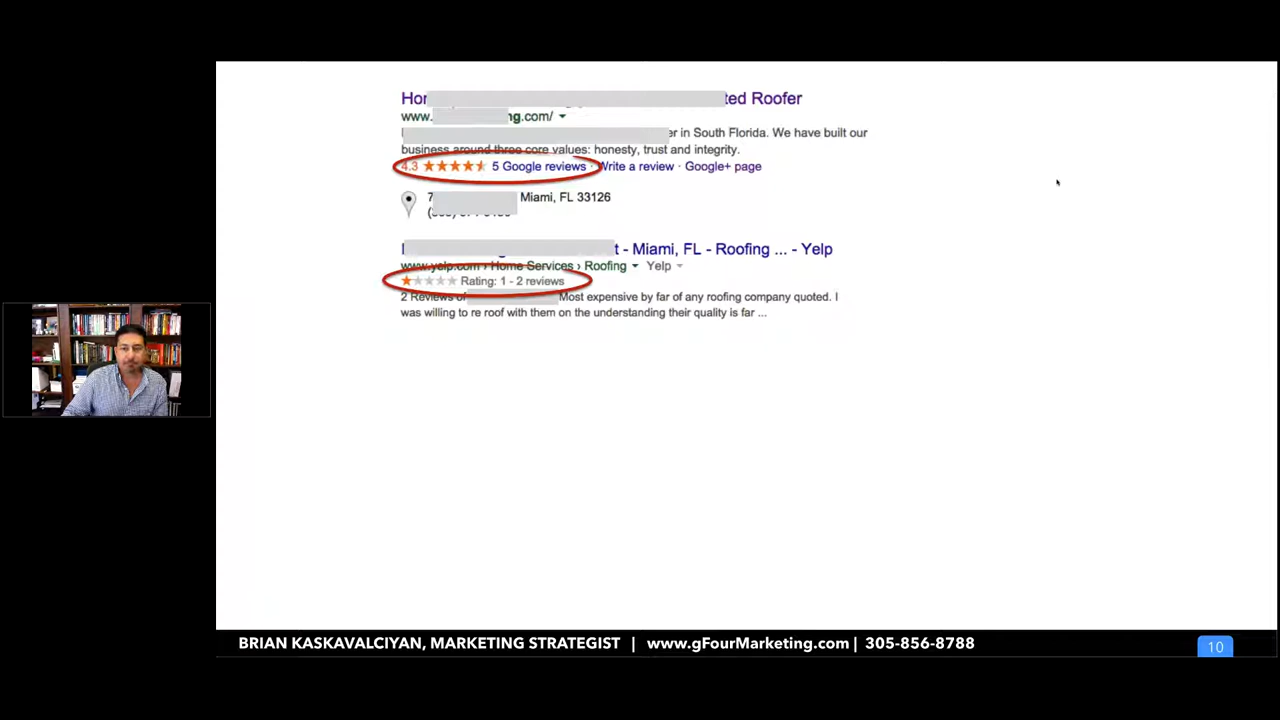 Hor ted Roofer
www. ng.com/
er in South Florida. We have built our
business around three core values: honesty, trust and integrity.
4.3 5 Google reviews · Write a review · Google+ page
7 Miami, FL 33126
t - Miami, FL - Roofing ... - Yelp
www.yelp.com › Home Services › Roofing Yelp
Rating: 1 - 2 reviews
2 Reviews of Most expensive by far of any roofing company quoted. I
was willing to re roof with them on the understanding their quality is far ...
BRIAN KASKAVALCIYAN, MARKETING STRATEGIST | www.gFourMarketing.com | 305-856-8788
10